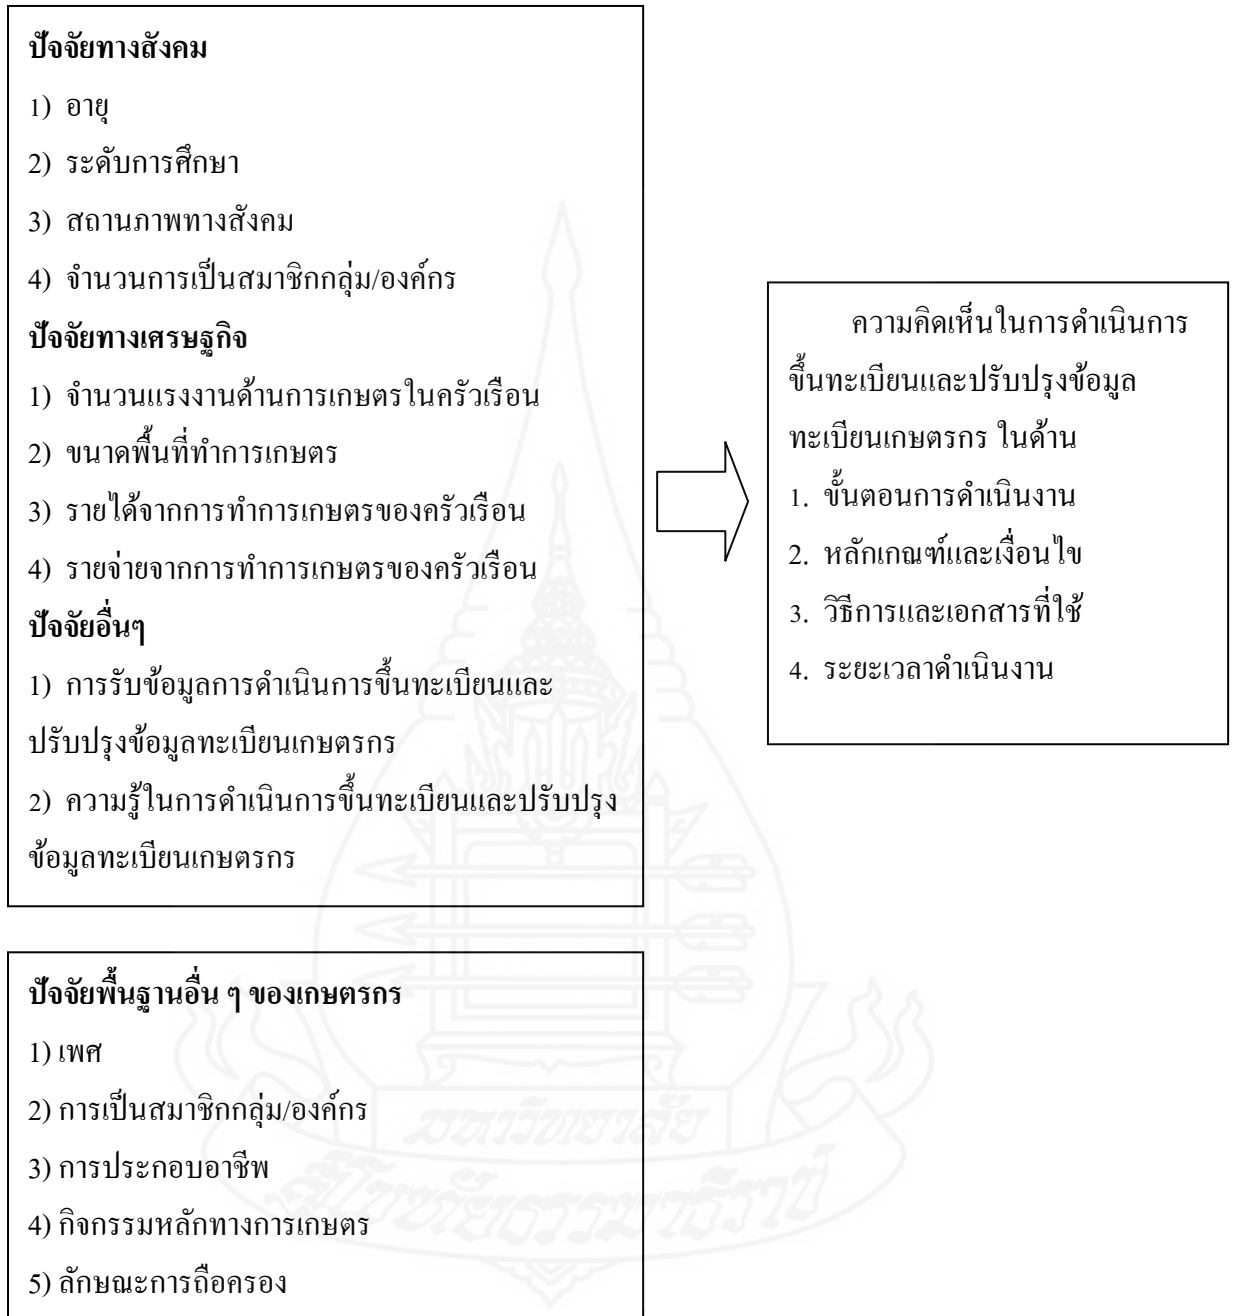 ปัจจัยทางสังคม
1) อายุ
2) ระดับการศึกษา
3) สถานภาพทางสังคม
4) จำนวนการเป็นสมาชิกกลุ่ม/องค์กร
ปัจจัยทางเศรษฐกิจ
1) จำนวนแรงงานด้านการเกษตรในครัวเรือน
2) ขนาดพื้นที่ทำการเกษตร
3) รายได้จากการทำการเกษตรของครัวเรือน
4) รายจ่ายจากการทำการเกษตรของครัวเรือน
ปัจจัยอื่นๆ
1) การรับข้อมูลการดำเนินการขึ้นทะเบียนและ
ปรับปรุงข้อมูลทะเบียนเกษตรกร
2) ความรู้ในการดำเนินการขึ้นทะเบียนและปรับปรุง
ข้อมูลทะเบียนเกษตรกร
ความคิดเห็นในการดำเนินการ
ขึ้นทะเบียนและปรับปรุงข้อมูล
ทะเบียนเกษตรกร ในด้าน
1. ขั้นตอนการดำเนินงาน
2. หลักเกณฑ์และเงื่อนไข
3. วิธีการและเอกสารที่ใช้
4. ระยะเวลาดำเนินงาน
ปัจจัยพื้นฐานอื่น ๆ ของเกษตรกร
1) เพศ
2) การเป็นสมาชิกกลุ่ม/องค์กร
3) การประกอบอาชีพ
4) กิจกรรมหลักทางการเกษตร
5) ลักษณะการถือครอง
มหาวิทยาลัย
สุโขทัยธรรมาธิราช